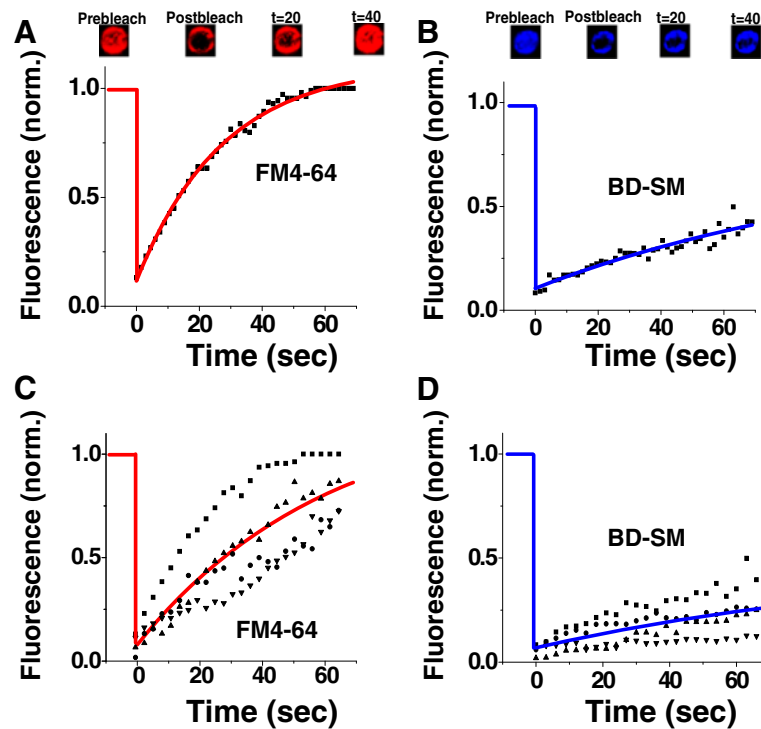 A
Prebleach Postbleach t=20 t=40
Fluorescence (norm.)
1.0
0.5
0.0
FM4-64
0 20 40 60
Time (sec)
B
Prebleach Postbleach t=20 t=40
Fluorescence (norm.)
1.0
0.5
0.0
BD-SM
0 20 40 60
Time (sec)
C
Fluorescence (norm.)
1.0
0.5
0.0
FM4-64
0 20 40 60
Time (sec)
D
Fluorescence (norm.)
1.0
0.5
0.0
BD-SM
0 20 40 60
Time (sec)